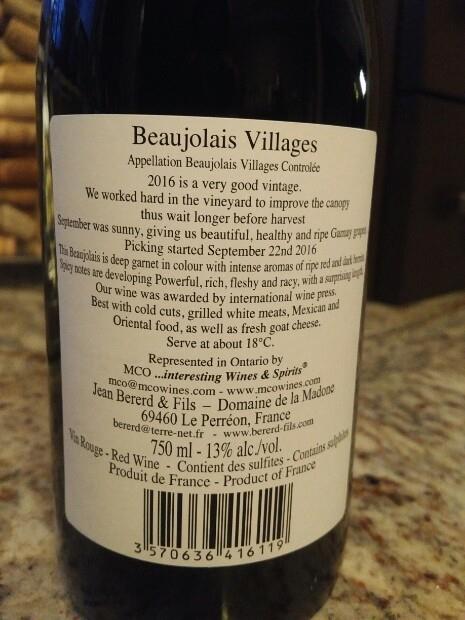 Beaujolais Villages
Appellation Beaujolais Villages Controlée
2016 is a very good vintage.
We worked hard in the vineyard to improve the canopy
thus wait longer before harvest
September was sunny, giving us beautiful, healthy and ripe Gamay grapes
Picking started September 22nd 2016
This Beaujolais is deep garnet in colour with intense aromas of ripe red and dark berries.
Spicy notes are developing Powerful, rich, fleshy and racy, with a surprising length.
Our wine was awarded by international wine press.
Best with cold cuts, grilled white meats, Mexican and
Oriental food, as well as fresh goat cheese.
Serve at about 18°C.
Represented in Ontario by
MCO ...interesting Wines & Spirits®
mco@mcowines.com - www.mcowines.com
Jean Bererd & Fils – Domaine de la Madone
69460 Le Perréon, France
bererd@terre-net.fr - www.bererd-fils.com
750 ml - 13% alc./vol.
Vin Rouge - Red Wine - Contient des sulfites - Contains sulphites
Produit de France - Product of France
3 570636 416119